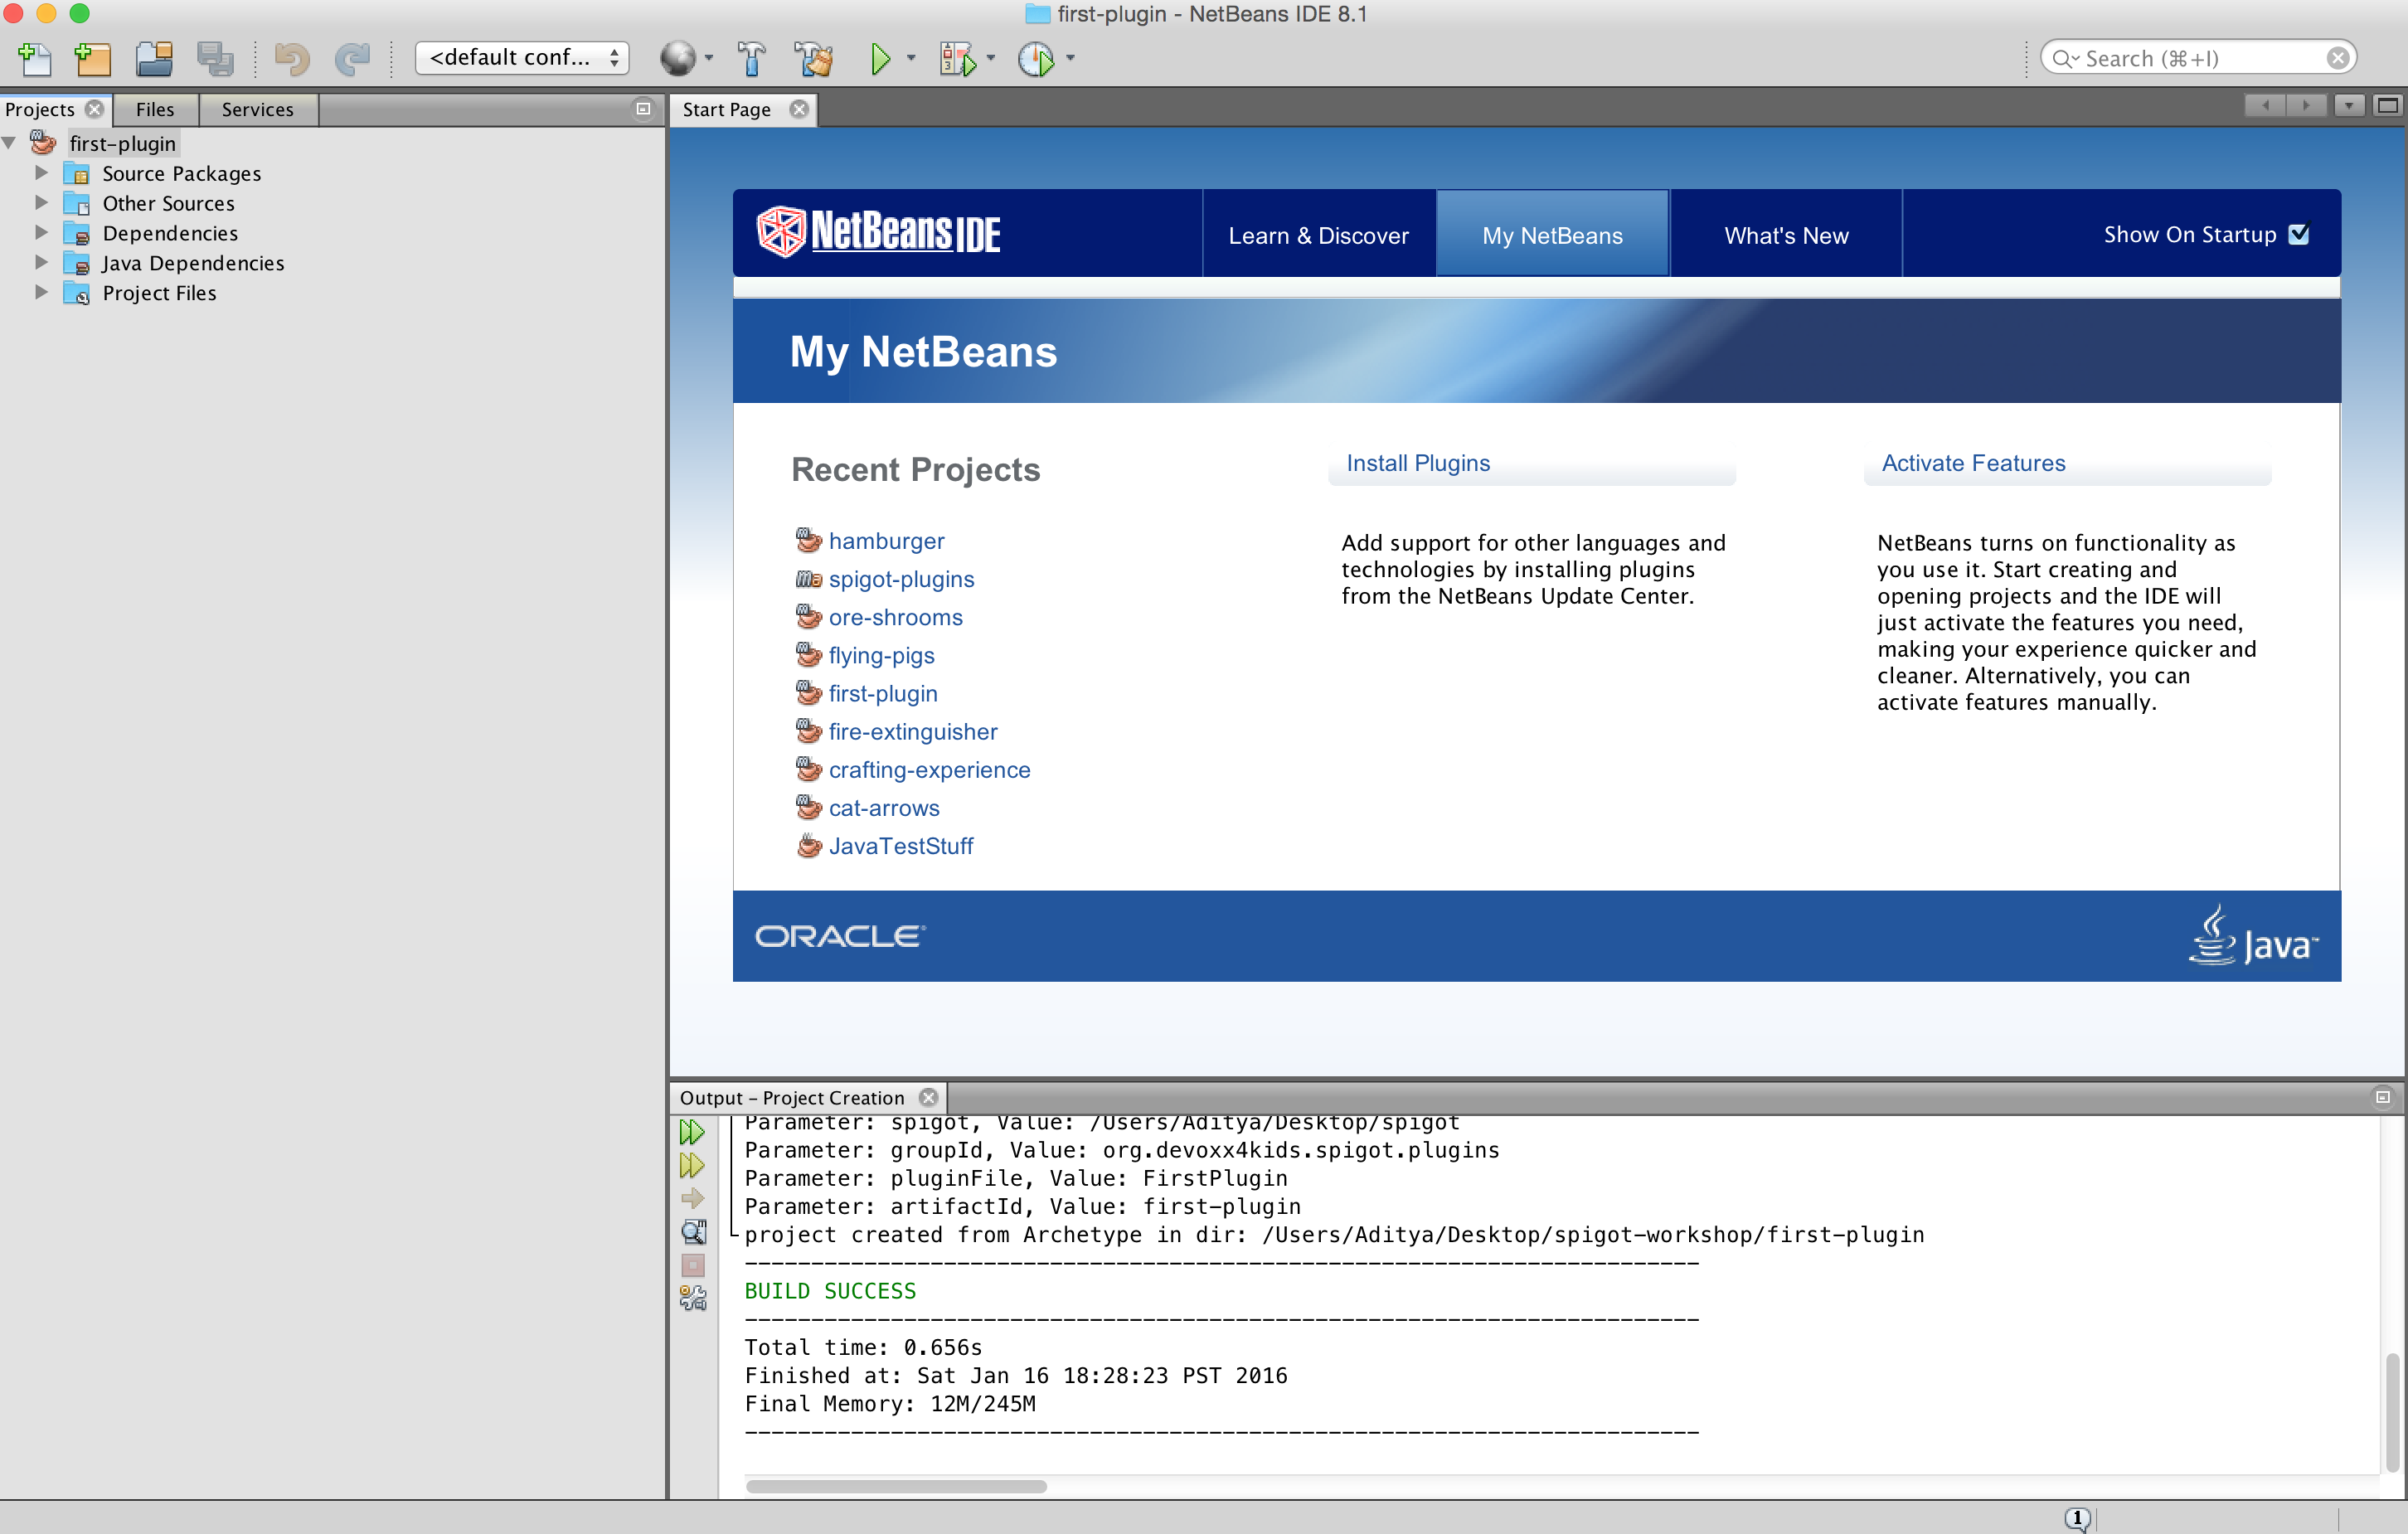 first-plugin - NetBeans IDE 8.1
<default conf...
Search (⌘+I)
Projects
Files
Services
first-plugin
Source Packages
Other Sources
Dependencies
Java Dependencies
Project Files
Start Page
NetBeans IDE
Learn & Discover
My NetBeans
What's New
Show On Startup
My NetBeans
Recent Projects
hamburger
spigot-plugins
ore-shrooms
flying-pigs
first-plugin
fire-extinguisher
crafting-experience
cat-arrows
JavaTestStuff
Install Plugins
Add support for other languages and
technologies by installing plugins
from the NetBeans Update Center.
Activate Features
NetBeans turns on functionality as
you use it. Start creating and
opening projects and the IDE will
just activate the features you need,
making your experience quicker and
cleaner. Alternatively, you can
activate features manually.
ORACLE
Java™
Output - Project Creation
Parameter: spigot, Value: /Users/Aditya/Desktop/spigot
Parameter: groupId, Value: org.devoxx4kids.spigot.plugins
Parameter: pluginFile, Value: FirstPlugin
Parameter: artifactId, Value: first-plugin
project created from Archetype in dir: /Users/Aditya/Desktop/spigot-workshop/first-plugin
------------------------------------------------------------------------
BUILD SUCCESS
------------------------------------------------------------------------
Total time: 0.656s
Finished at: Sat Jan 16 18:28:23 PST 2016
Final Memory: 12M/245M
------------------------------------------------------------------------
1